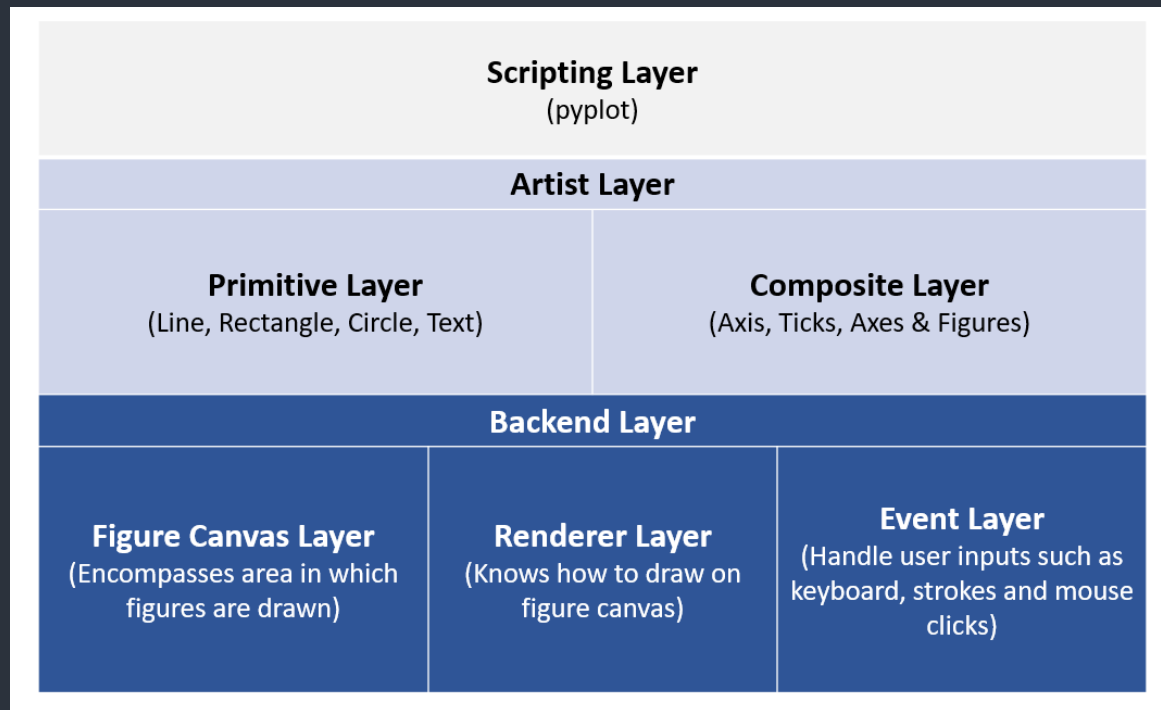 Scripting Layer
(pyplot)
Artist Layer
Primitive Layer
(Line, Rectangle, Circle, Text)
Composite Layer
(Axis, Ticks, Axes & Figures)
Backend Layer
Figure Canvas Layer
(Encompasses area in which
figures are drawn)
Renderer Layer
(Knows how to draw on
figure canvas)
Event Layer
(Handle user inputs such as
keyboard, strokes and mouse
clicks)